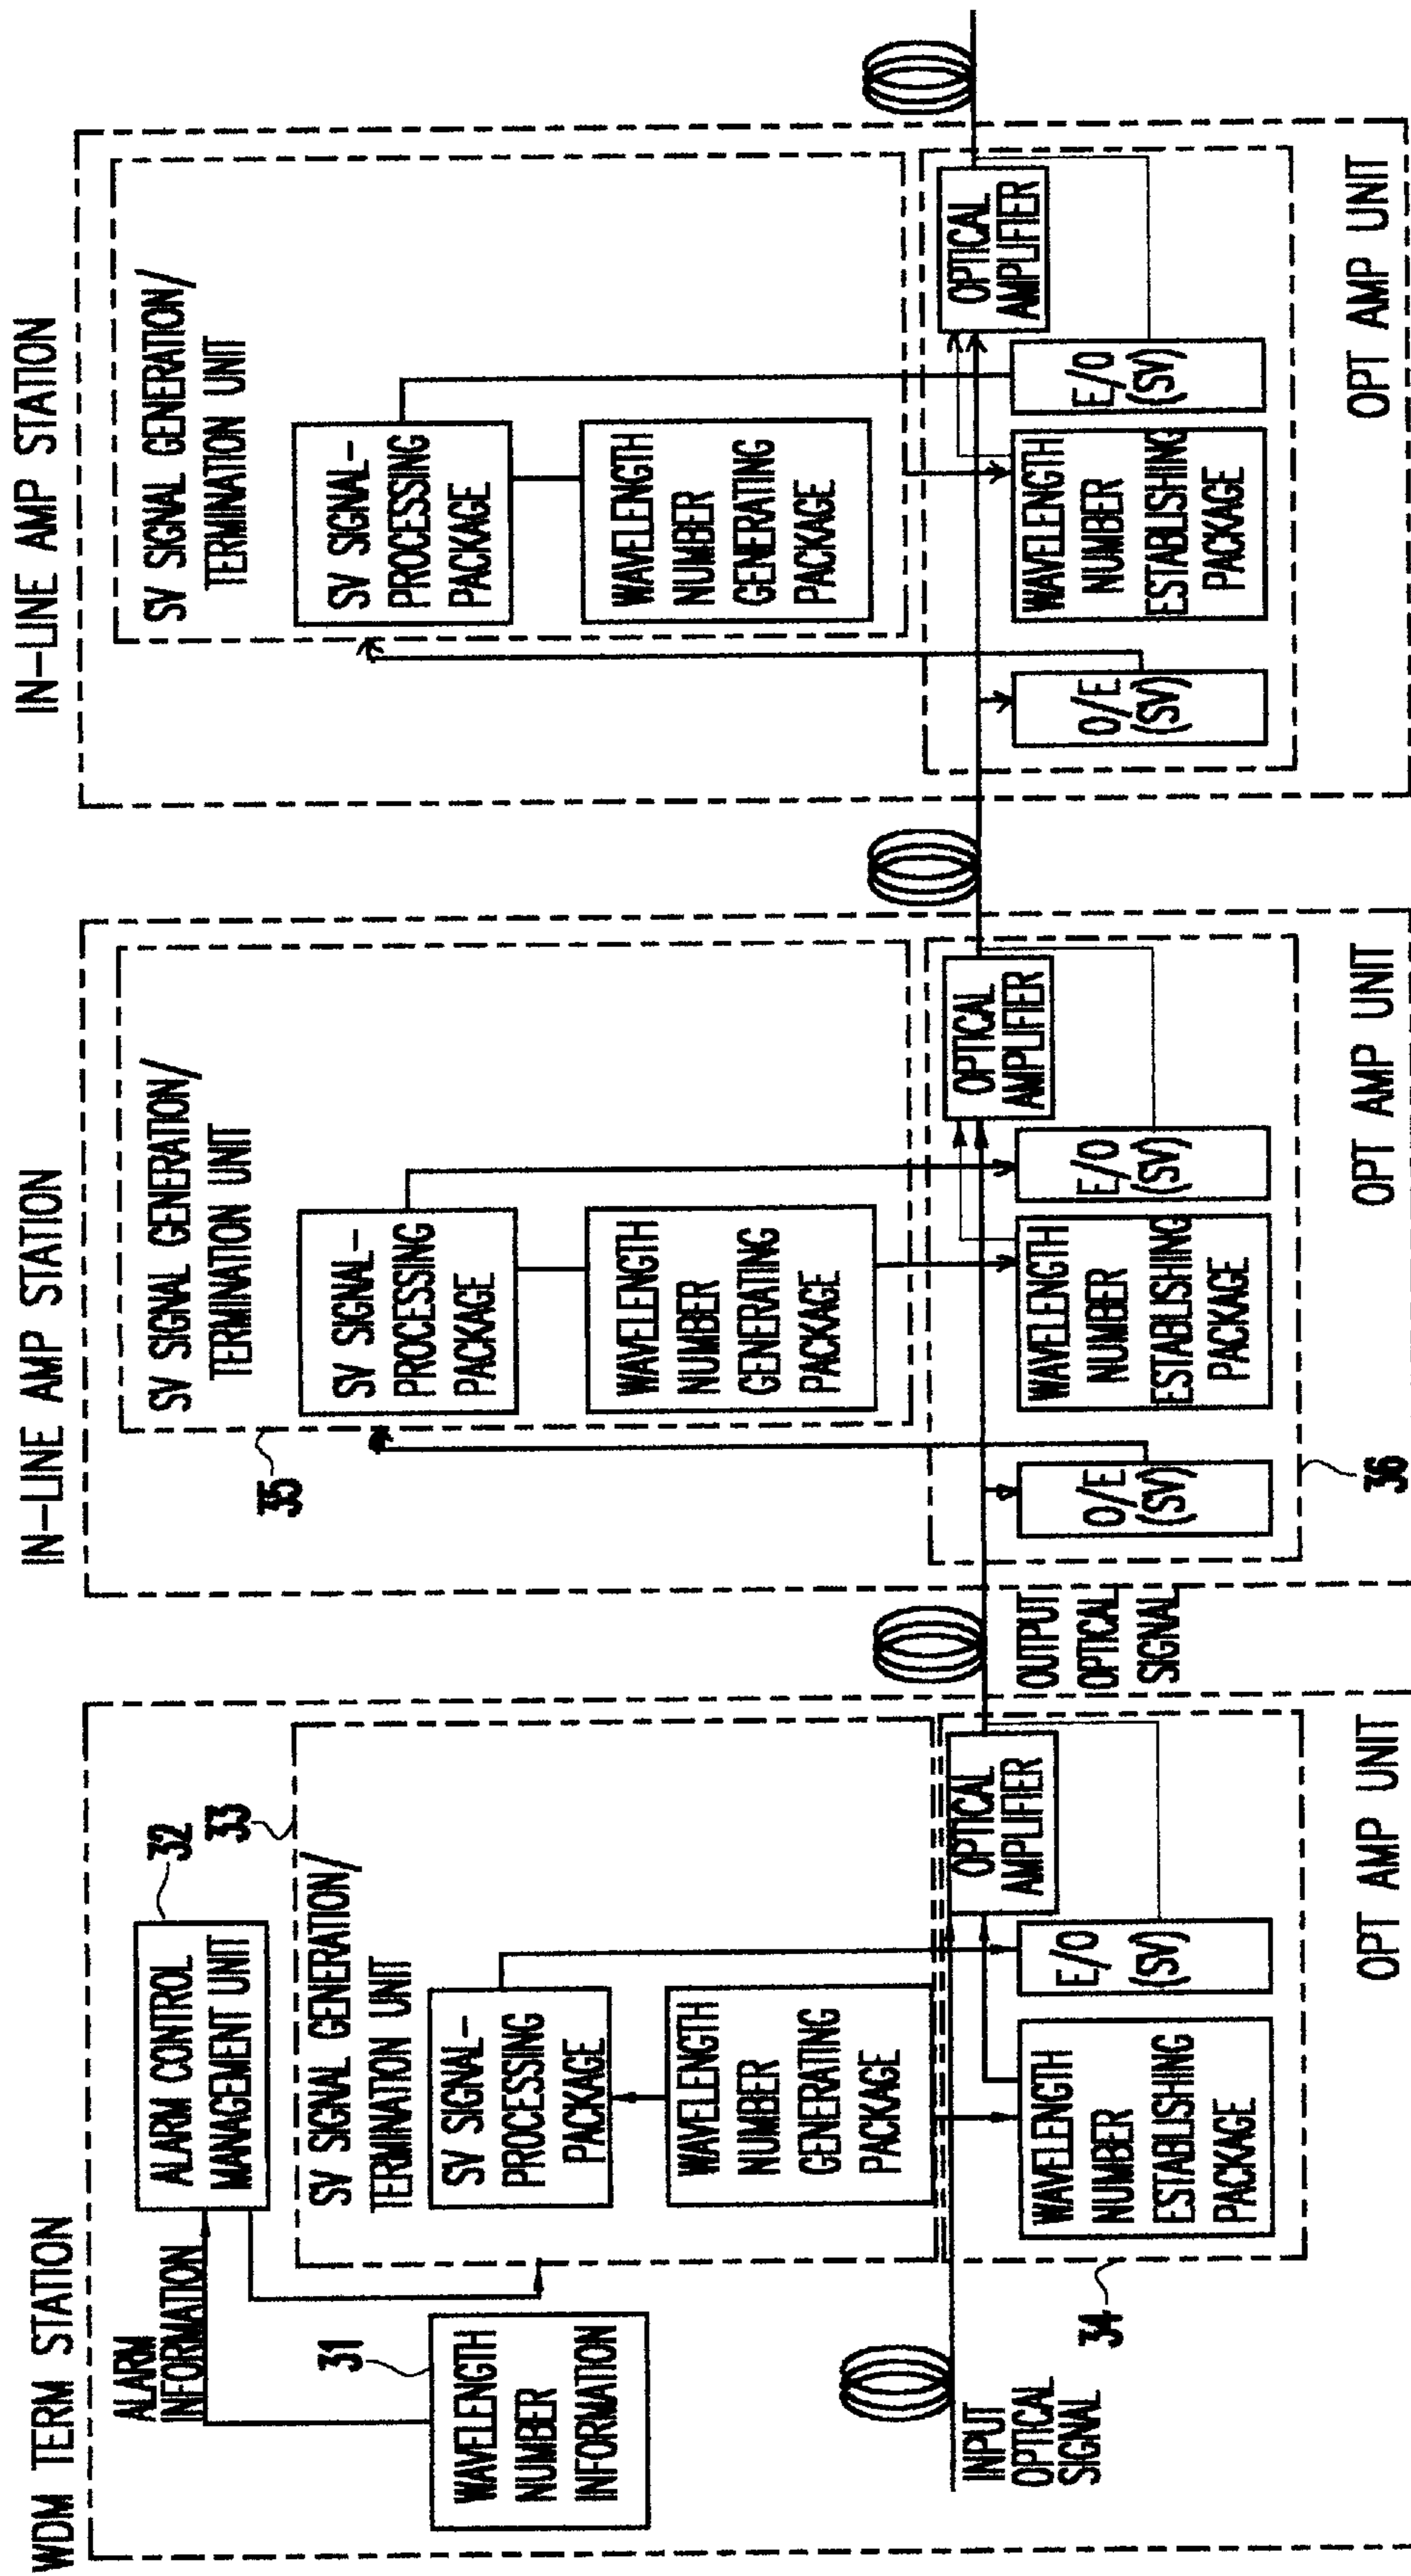 WDM TERM STATION
ALARM
INFORMATION
ALARM CONTROL
MANAGEMENT UNIT
32
31
WAVELENGTH
NUMBER
INFORMATION
33
SV SIGNAL GENERATION/
TERMINATION UNIT
SV SIGNAL-
PROCESSING
PACKAGE
WAVELENGTH
NUMBER
GENERATING
PACKAGE
INPUT
OPTICAL
SIGNAL
34
WAVELENGTH
NUMBER
ESTABLISHING
PACKAGE
E/O
(SV)
OPTICAL
AMPLIFIER
OPT AMP UNIT
OUTPUT
OPTICAL
SIGNAL
IN-LINE AMP STATION
35
SV SIGNAL GENERATION/
TERMINATION UNIT
SV SIGNAL-
PROCESSING
PACKAGE
WAVELENGTH
NUMBER
GENERATING
PACKAGE
O/E
(SV)
WAVELENGTH
NUMBER
ESTABLISHING
PACKAGE
E/O
(SV)
OPTICAL
AMPLIFIER
36
OPT AMP UNIT
IN-LINE AMP STATION
SV SIGNAL GENERATION/
TERMINATION UNIT
SV SIGNAL-
PROCESSING
PACKAGE
WAVELENGTH
NUMBER
GENERATING
PACKAGE
O/E
(SV)
WAVELENGTH
NUMBER
ESTABLISHING
PACKAGE
E/O
(SV)
OPTICAL
AMPLIFIER
OPT AMP UNIT